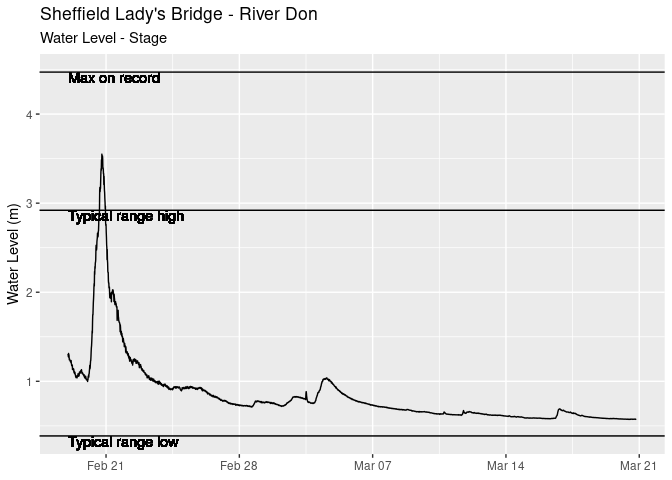 Sheffield Lady's Bridge - River Don
Water Level - Stage
Max on record
4
3
Typical range high
Water Level (m)
2
1
Typical range low
Feb 21
Feb 28
Mar 07
Mar 14
Mar 21